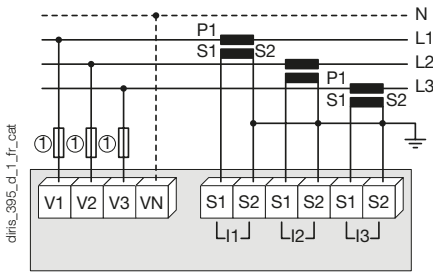 N
P1
L1
S1 S2
L2
P1
L3
S1 S2
1 1 1
V1 V2 V3 VN
S1 S2 S1 S2 S1 S2
I1 I2 I3
diris_395_d_1_fr_cat